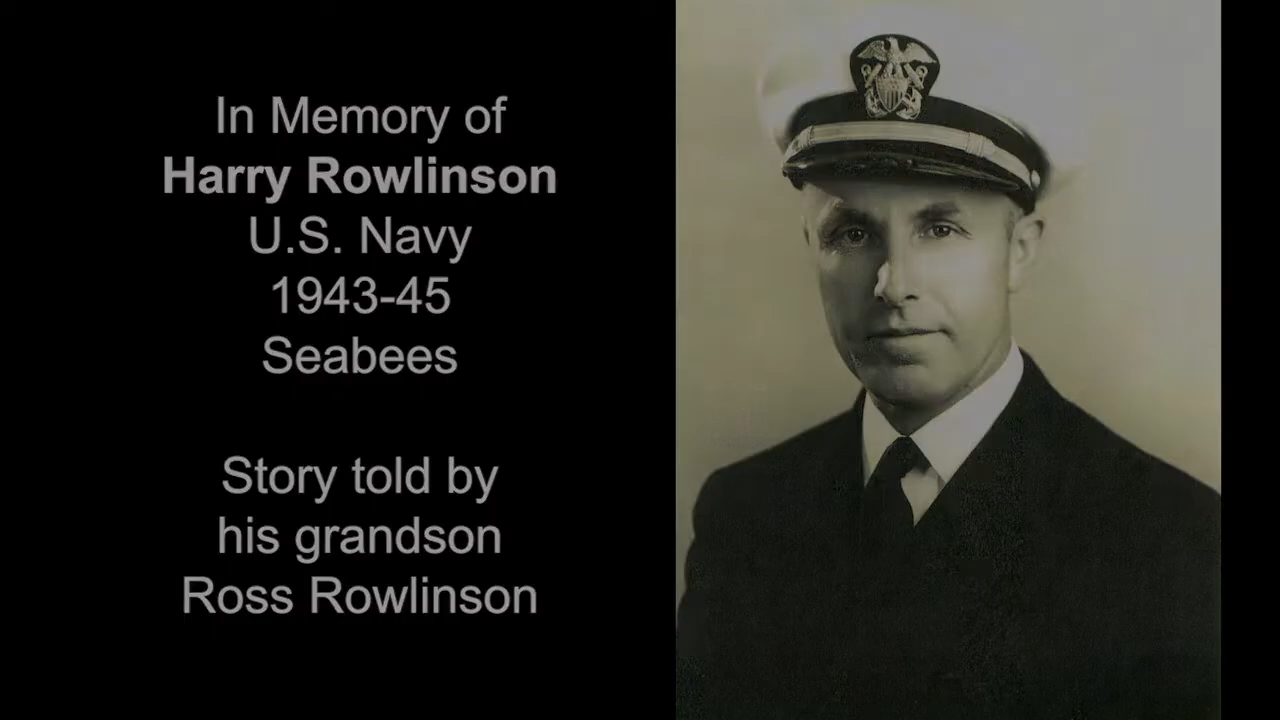 In Memory of
Harry Rowlinson
U.S. Navy
1943-45
Seabees
Story told by
his grandson
Ross Rowlinson